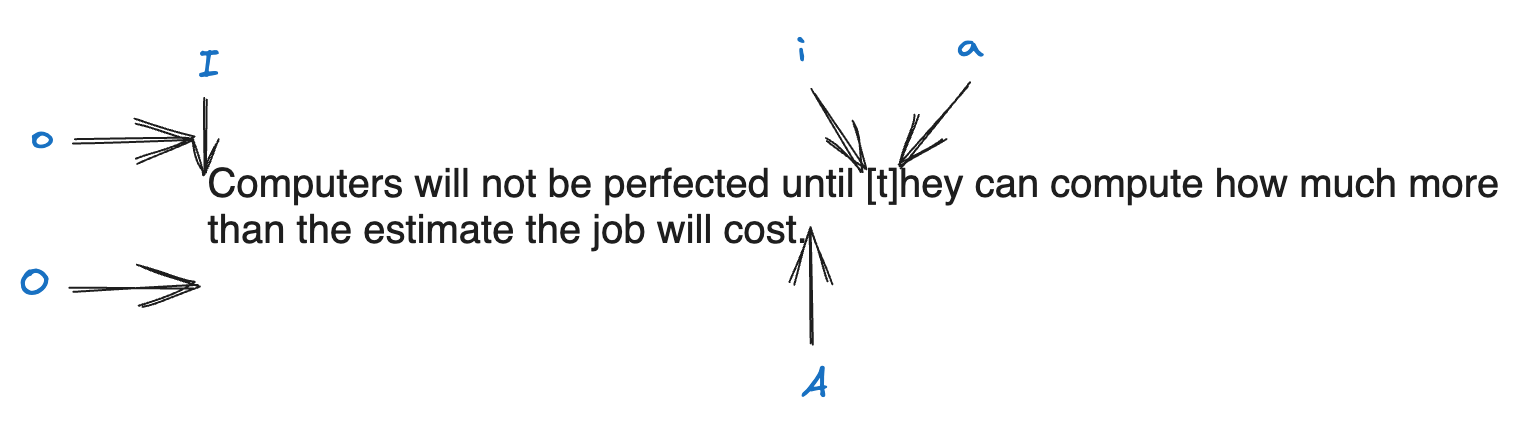 i a
I
o
Computers will not be perfected until [t]hey can compute how much more
than the estimate the job will cost.
O
A